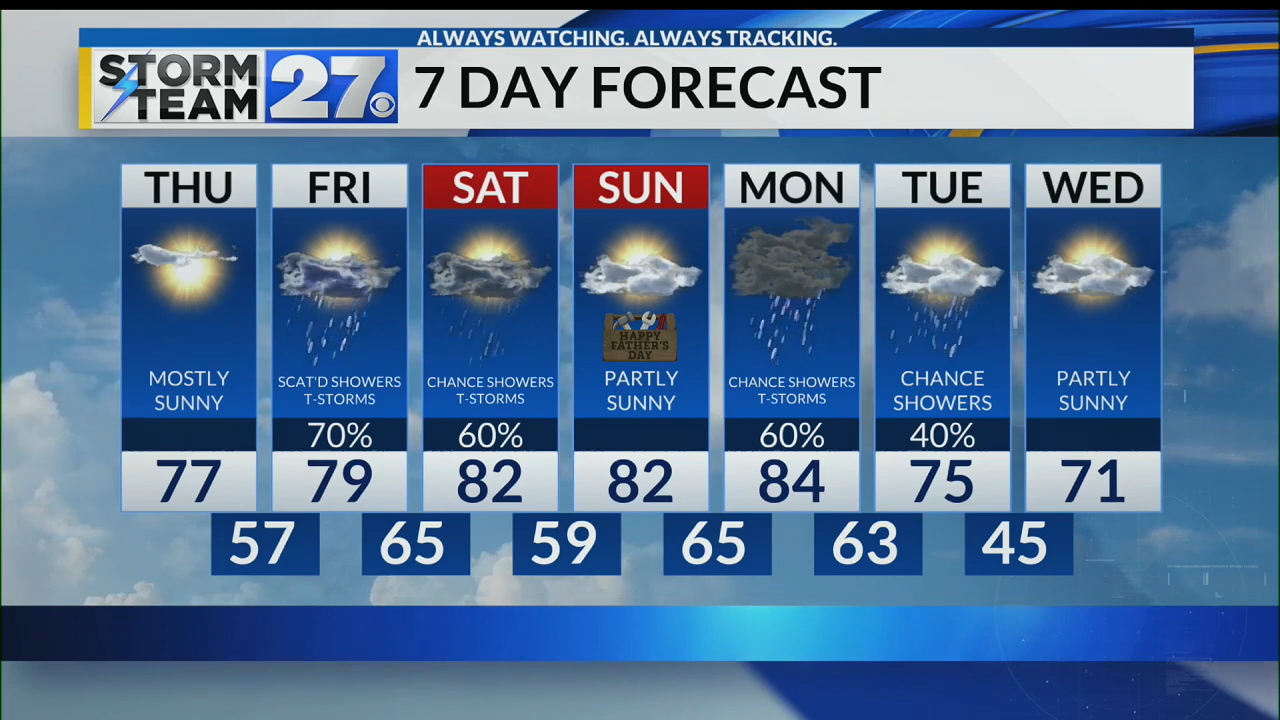 ALWAYS WATCHING. ALWAYS TRACKING.
STORM TEAM 27
7 DAY FORECAST
THU
FRI
SAT
SUN
MON
TUE
WED
HAPPY
FATHER'S
DAY
MOSTLY
SUNNY
SCAT'D SHOWERS
T-STORMS
CHANCE SHOWERS
T-STORMS
PARTLY
SUNNY
CHANCE SHOWERS
T-STORMS
CHANCE
SHOWERS
PARTLY
SUNNY
70%
60%
60%
40%
77
79
82
82
84
75
71
57
65
59
65
63
45